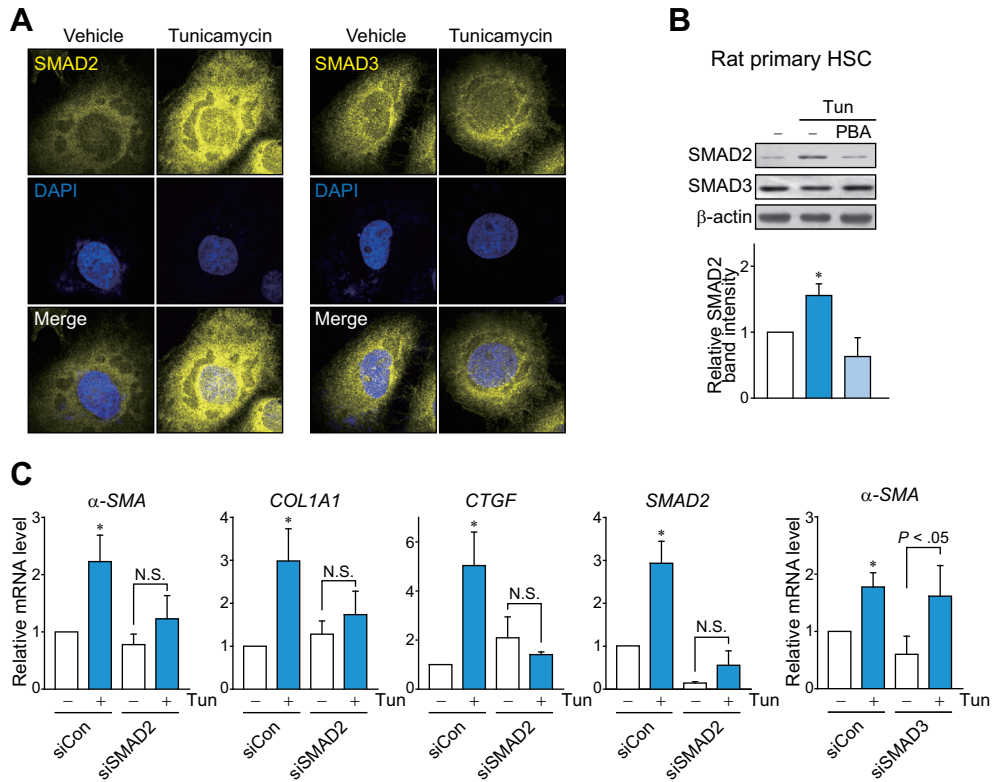 A
Vehicle Tunicamycin Vehicle Tunicamycin
SMAD2 SMAD3
DAPI DAPI
Merge Merge
B
Rat primary HSC
Tun
– – PBA
SMAD2
SMAD3
β-actin
Relative SMAD2
band intensity
2
1
0
*
C
α-SMA
Relative mRNA level
3
2
1
0
*
N.S.
– + – + Tun
siCon siSMAD2
COL1A1
4
3
2
1
0
*
N.S.
– + – + Tun
siCon siSMAD2
CTGF
6
4
2
0
*
N.S.
– + – + Tun
siCon siSMAD2
SMAD2
4
3
2
1
0
*
N.S.
– + – + Tun
siCon siSMAD2
α-SMA
Relative mRNA level
3
2
1
0
*
P < .05
– + – + Tun
siCon siSMAD3